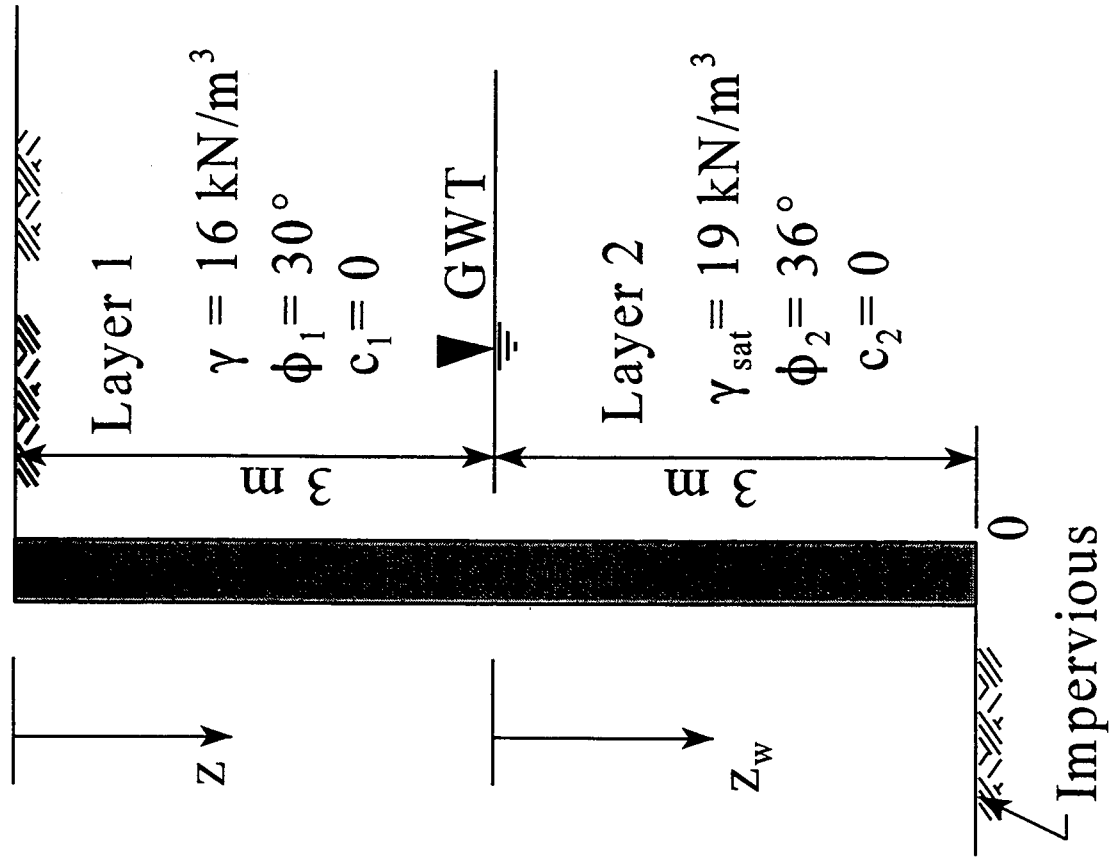 Layer 1
γ = 16 kN/m³
ϕ₁ = 30°
c₁ = 0
3 m
GWT
z
Layer 2
γsat = 19 kN/m³
ϕ₂ = 36°
c₂ = 0
3 m
zw
0
Impervious